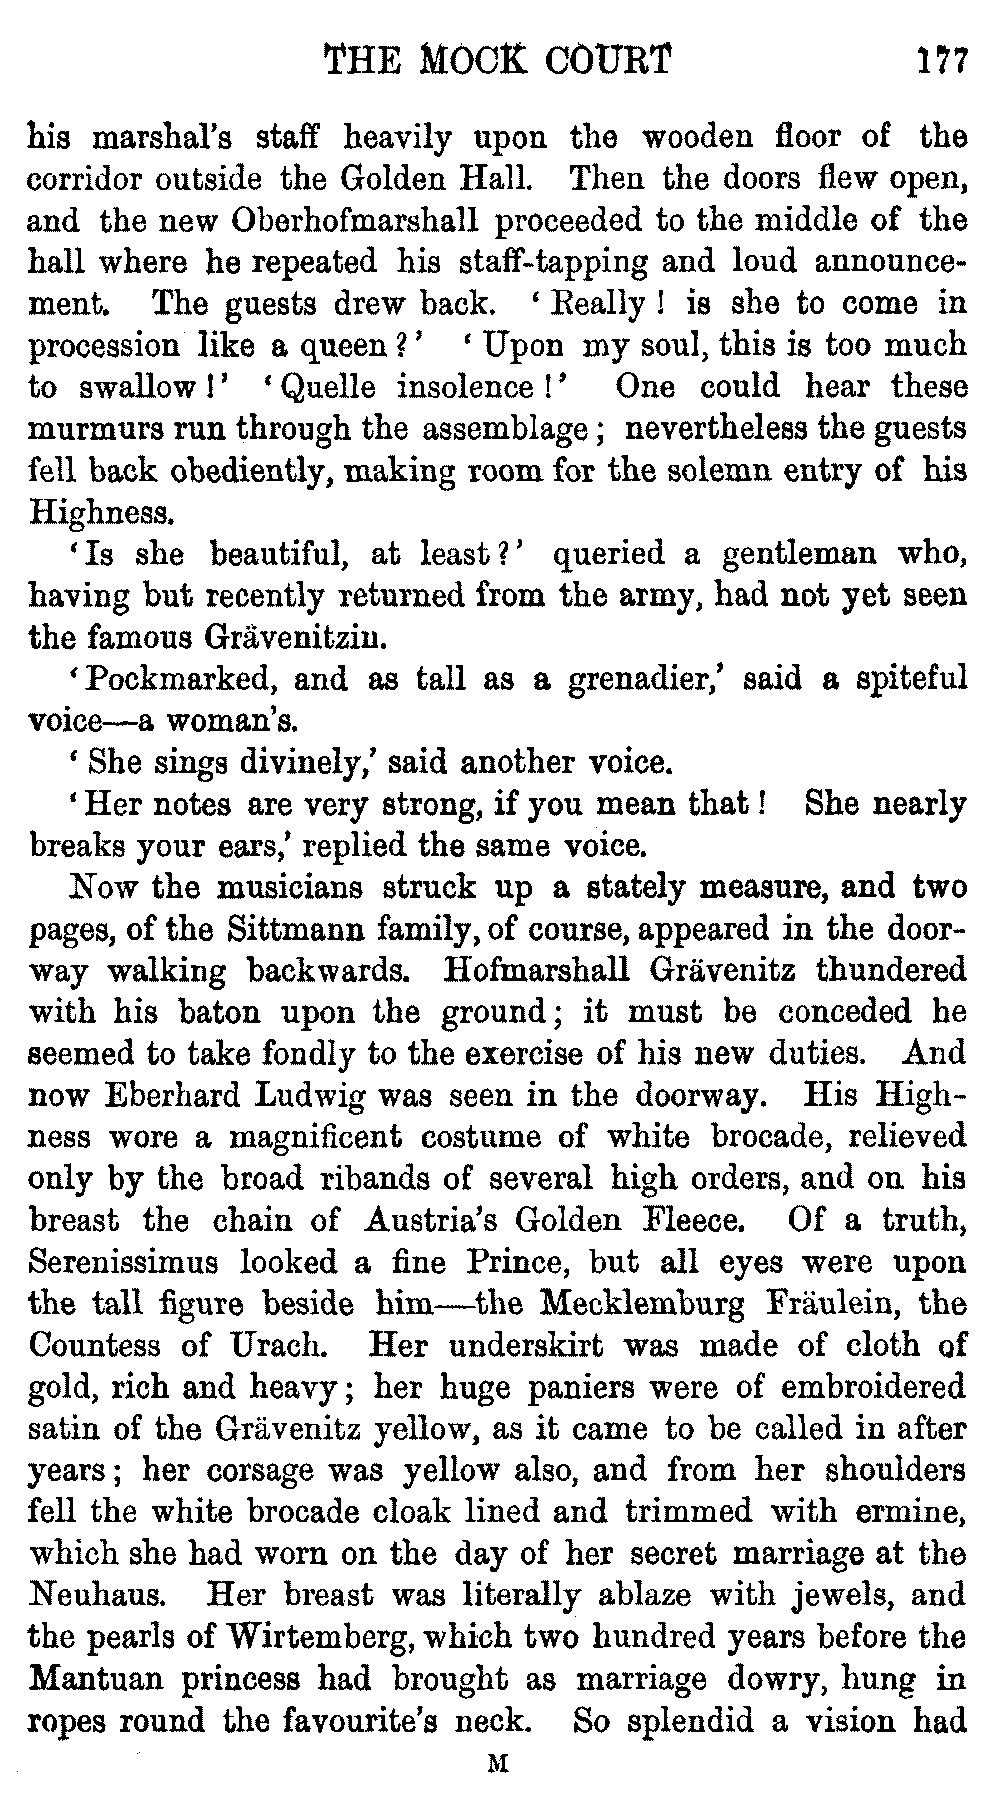 THE MOCK COURT 177
his marshal's staff heavily upon the wooden floor of the
corridor outside the Golden Hall. Then the doors flew open,
and the new Oberhofmarshall proceeded to the middle of the
hall where he repeated his staff-tapping and loud announce-
ment. The guests drew back. ‘Really! is she to come in
procession like a queen?’ ‘Upon my soul, this is too much
to swallow!’ ‘Quelle insolence!’ One could hear these
murmurs run through the assemblage; nevertheless the guests
fell back obediently, making room for the solemn entry of his
Highness.
‘Is she beautiful, at least?’ queried a gentleman who,
having but recently returned from the army, had not yet seen
the famous Grävenitzin.
‘Pockmarked, and as tall as a grenadier,’ said a spiteful
voice—a woman's.
‘She sings divinely,’ said another voice.
‘Her notes are very strong, if you mean that! She nearly
breaks your ears,’ replied the same voice.
Now the musicians struck up a stately measure, and two
pages, of the Sittmann family, of course, appeared in the door-
way walking backwards. Hofmarshall Grävenitz thundered
with his baton upon the ground; it must be conceded he
seemed to take fondly to the exercise of his new duties. And
now Eberhard Ludwig was seen in the doorway. His High-
ness wore a magnificent costume of white brocade, relieved
only by the broad ribands of several high orders, and on his
breast the chain of Austria's Golden Fleece. Of a truth,
Serenissimus looked a fine Prince, but all eyes were upon
the tall figure beside him—the Mecklemburg Fräulein, the
Countess of Urach. Her underskirt was made of cloth of
gold, rich and heavy; her huge paniers were of embroidered
satin of the Grävenitz yellow, as it came to be called in after
years; her corsage was yellow also, and from her shoulders
fell the white brocade cloak lined and trimmed with ermine,
which she had worn on the day of her secret marriage at the
Neuhaus. Her breast was literally ablaze with jewels, and
the pearls of Wirtemberg, which two hundred years before the
Mantuan princess had brought as marriage dowry, hung in
ropes round the favourite's neck. So splendid a vision had
M